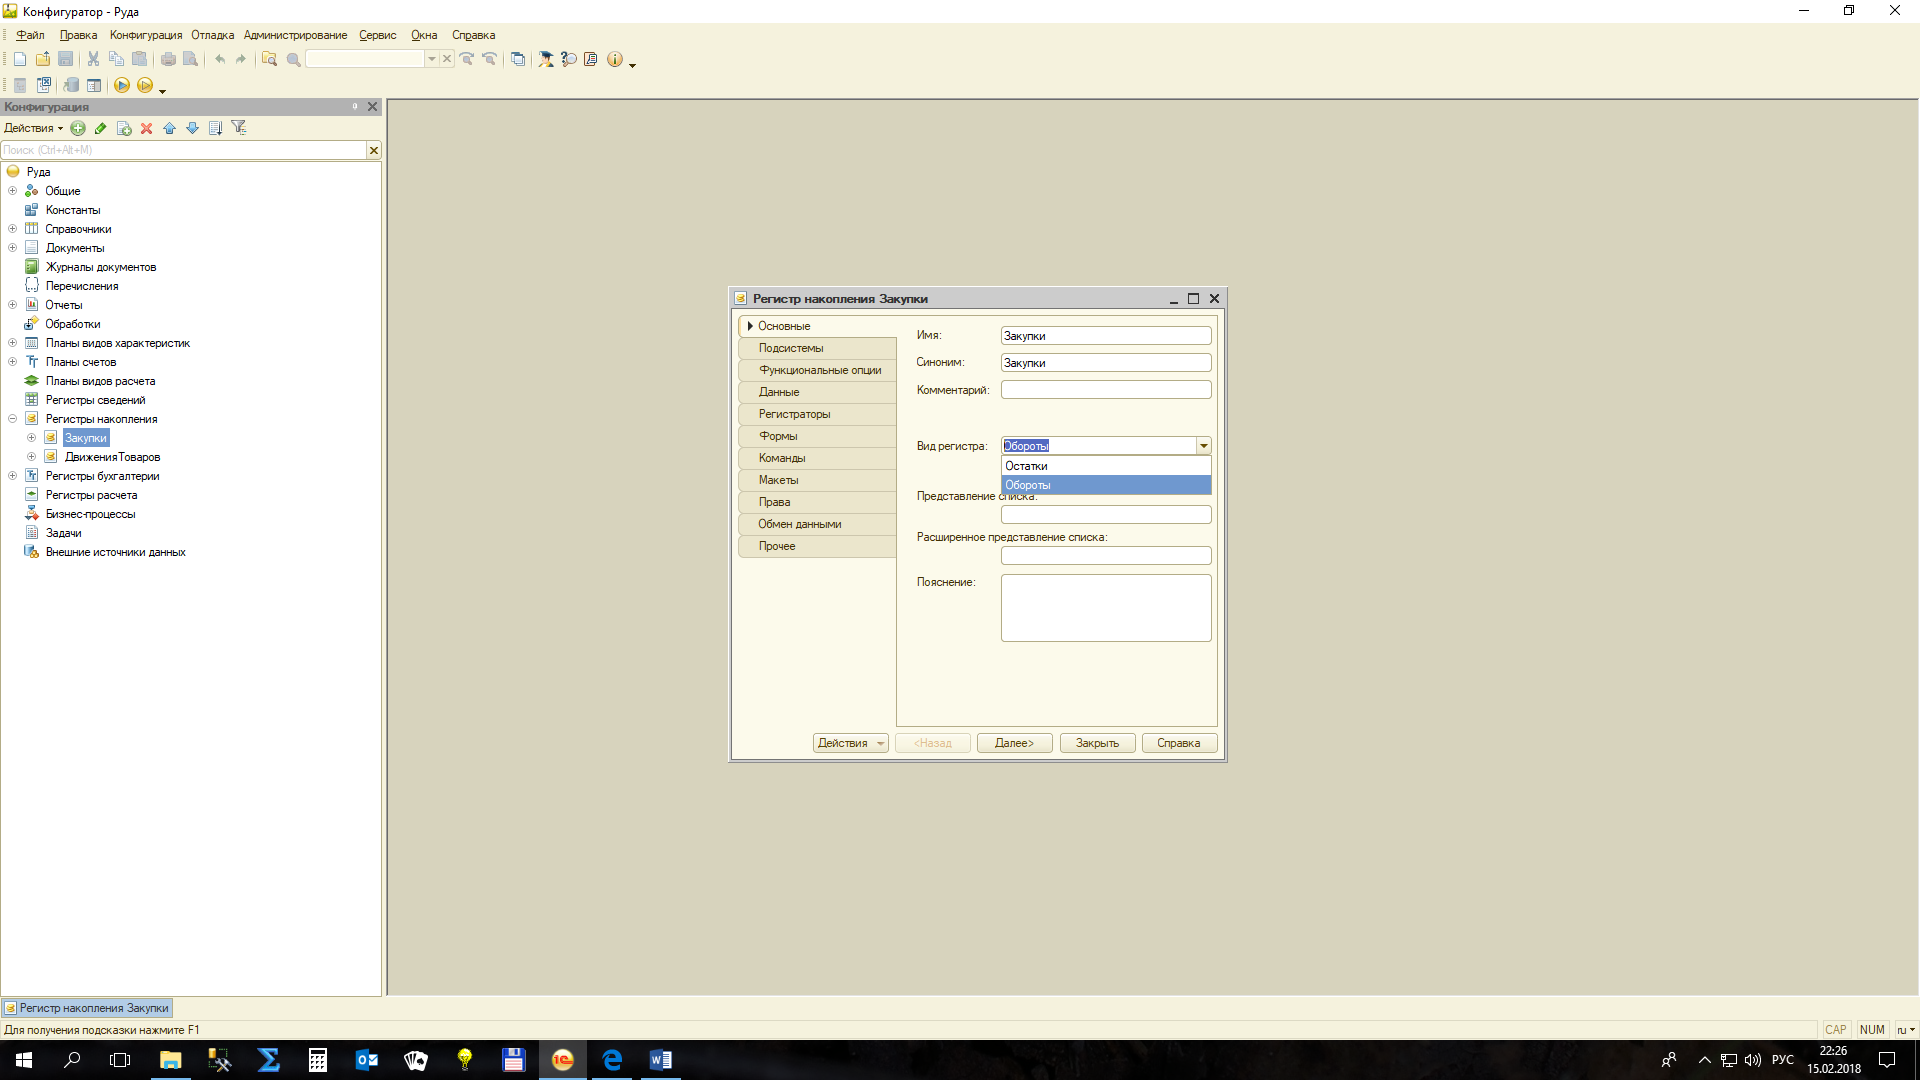 Конфигуратор - Руда
Файл Правка Конфигурация Отладка Администрирование Сервис Окна Справка
Конфигурация
Действия
Поиск (Ctrl+Alt+M)
Руда
Общие
Константы
Справочники
Документы
Журналы документов
Перечисления
Отчеты
Обработки
Планы видов характеристик
Планы счетов
Планы видов расчета
Регистры сведений
Регистры накопления
Закупки
ДвиженияТоваров
Регистры бухгалтерии
Регистры расчета
Бизнес-процессы
Задачи
Внешние источники данных
Регистр накопления Закупки
Основные
Подсистемы
Функциональные опции
Данные
Регистраторы
Формы
Команды
Макеты
Права
Обмен данными
Прочее
Имя: Закупки
Синоним: Закупки
Комментарий:
Вид регистра: Обороты
Остатки
Обороты
Представление списка:
Расширенное представление списка:
Пояснение:
Действия <Назад Далее> Закрыть Справка
Регистр накопления Закупки
Для получения подсказки нажмите F1
CAP NUM ru
РУС
22:26
15.02.2018